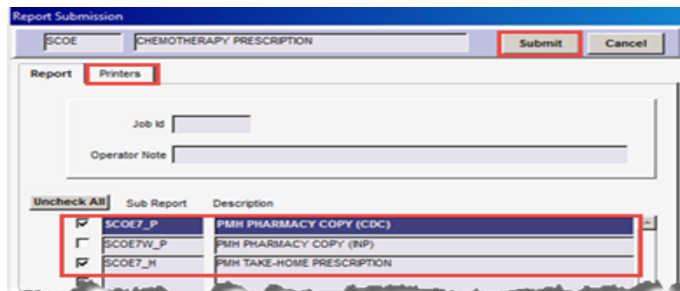 Report Submission
SCOE CHEMOTHERAPY PRESCRIPTION Submit Cancel
Report Printers
Job Id
Operator Note
Uncheck All Sub Report Description
SCOE7_P PMH PHARMACY COPY (CDC)
SCOE7W_P PMH PHARMACY COPY (INP)
SCOE7_H PMH TAKE-HOME PRESCRIPTION